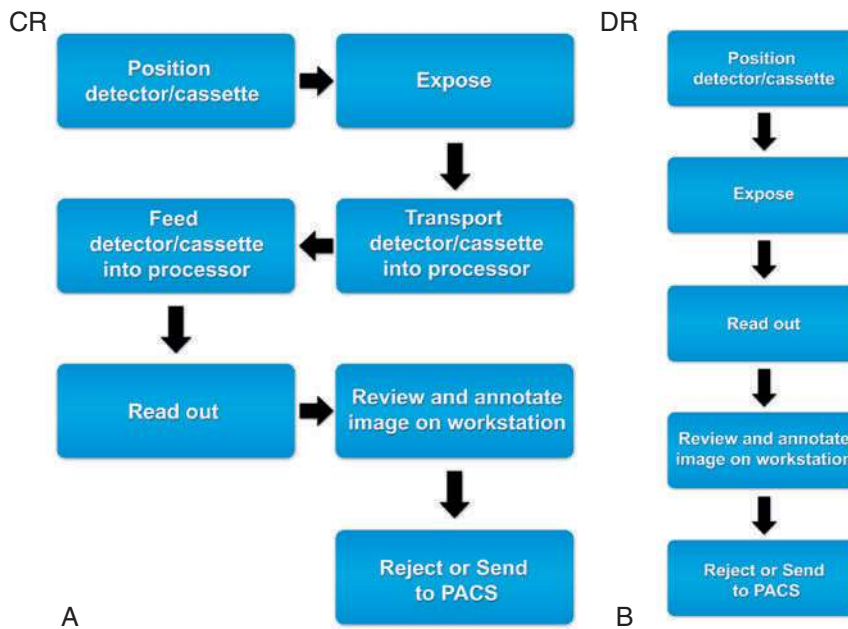 CR
Position
detector/cassette
Expose
Transport
detector/cassette
into processor
Feed
detector/cassette
into processor
Read out
Review and annotate
image on workstation
Reject or Send
to PACS
A
DR
Position
detector/cassette
Expose
Read out
Review and annotate
image on workstation
Reject or Send
to PACS
B